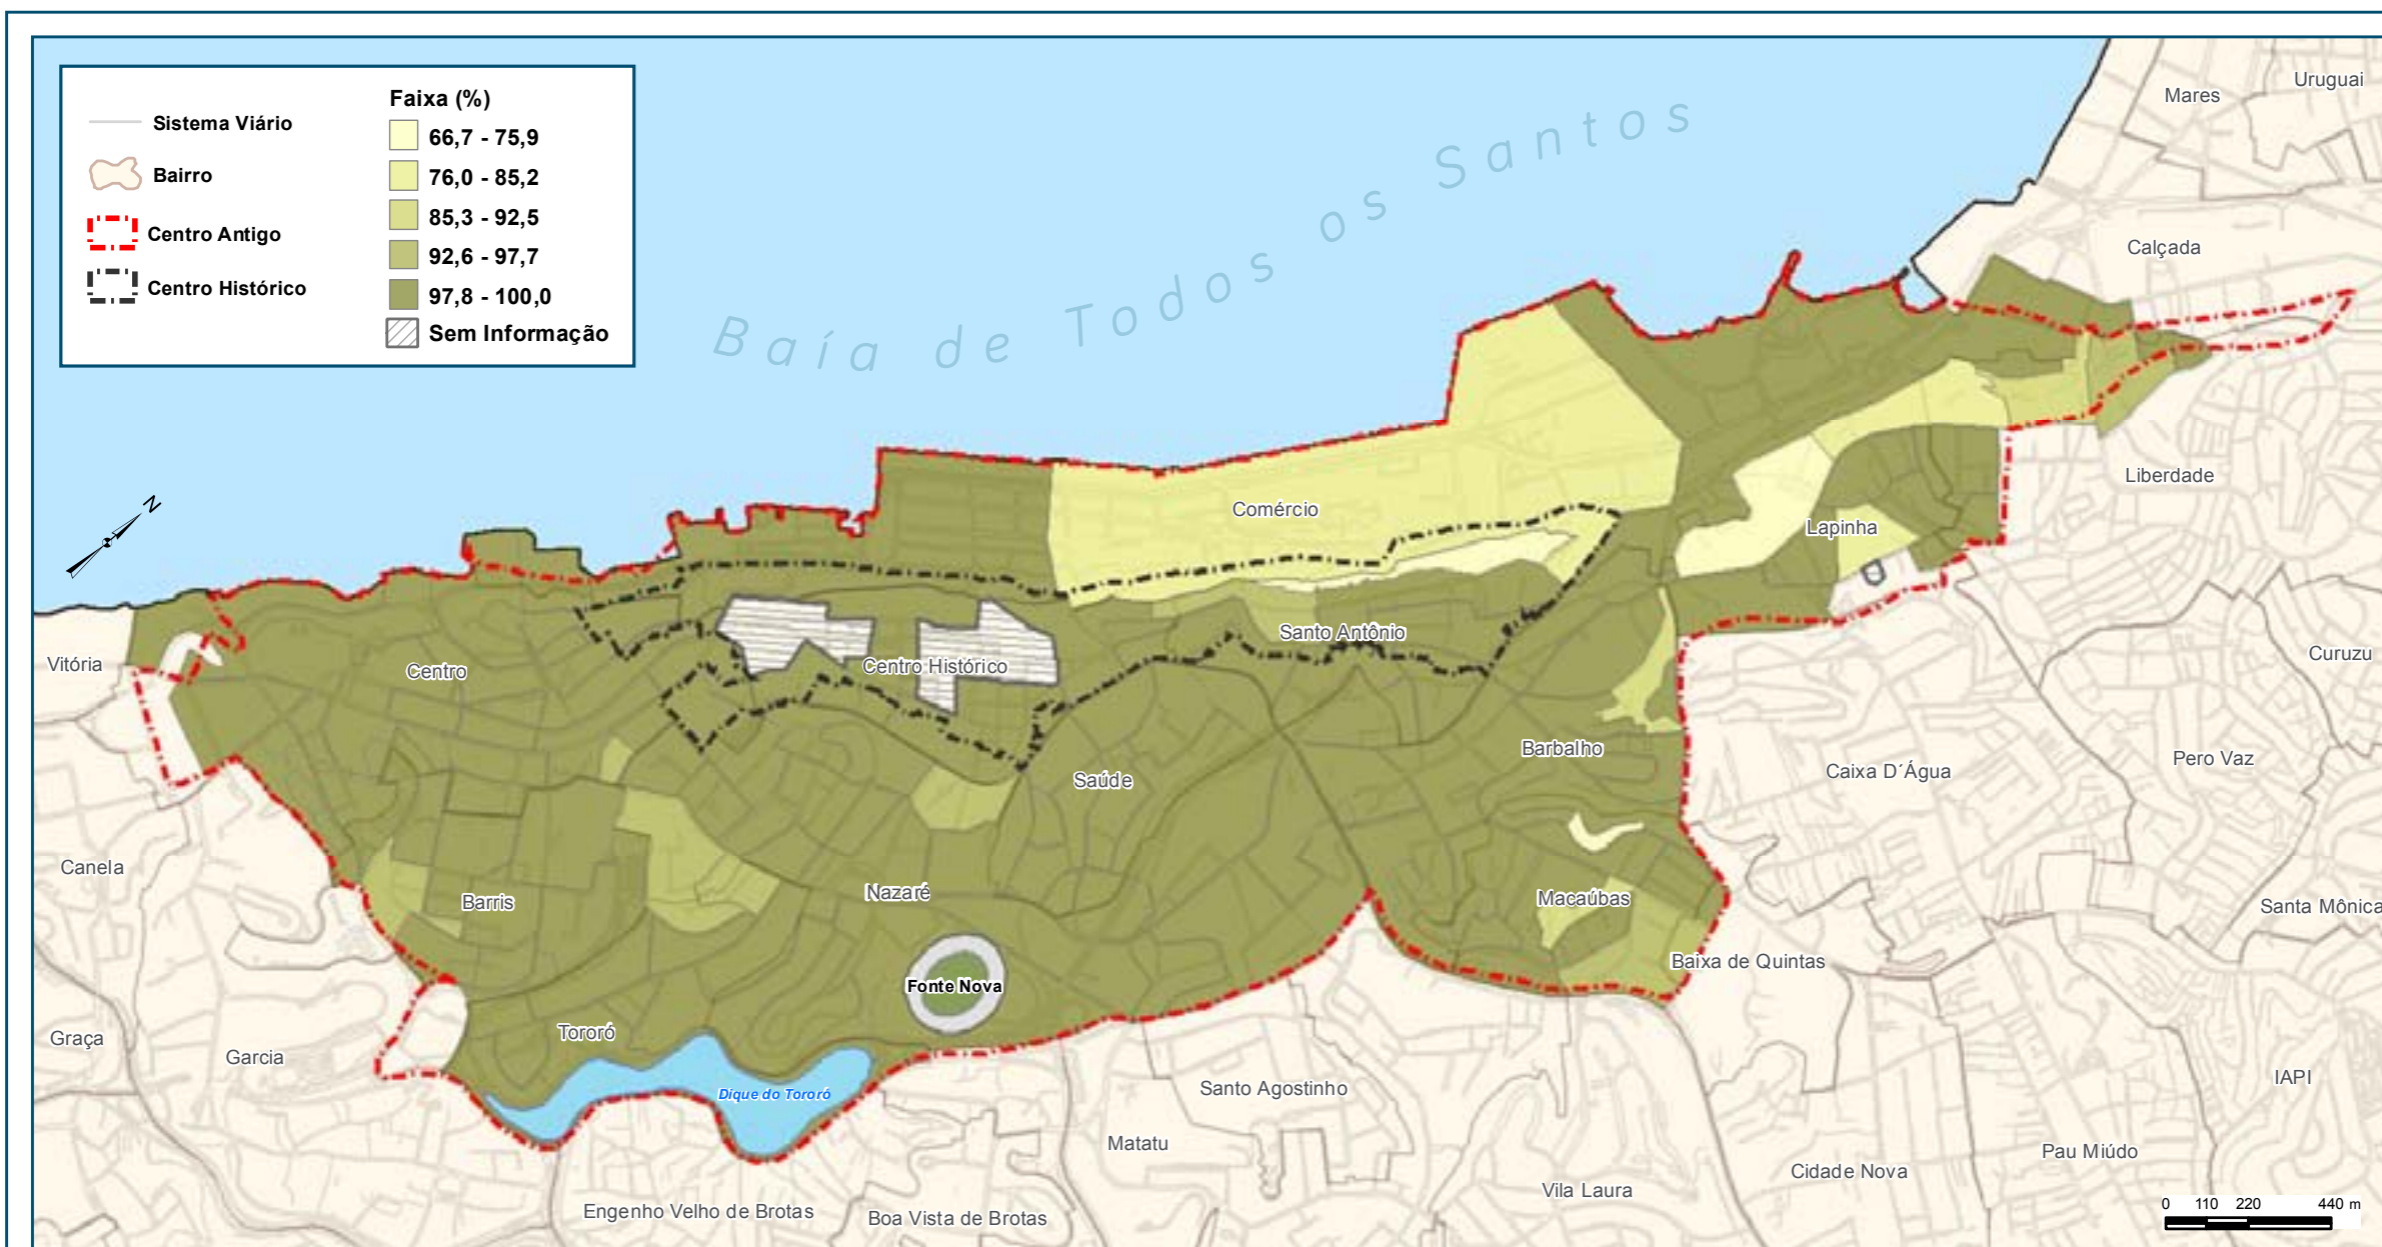 Sistema Viário
Bairro
Centro Antigo
Centro Histórico
Faixa (%)
66,7 - 75,9
76,0 - 85,2
85,3 - 92,5
92,6 - 97,7
97,8 - 100,0
Sem Informação
Baía de Todos os Santos
N
Uruguai
Mares
Calçada
Liberdade
Comércio
Lapinha
Santo Antônio
Centro Histórico
Centro
Vitória
Curuzu
Barbalho
Pero Vaz
Caixa D´Água
Saúde
Canela
Nazaré
Barris
Macaúbas
Santa Mônica
Baixa de Quintas
Fonte Nova
Tororó
Graça
Garcia
Dique do Tororó
Santo Agostinho
IAPI
Matatu
Pau Miúdo
Cidade Nova
Vila Laura
Engenho Velho de Brotas
Boa Vista de Brotas
0 110 220 440 m